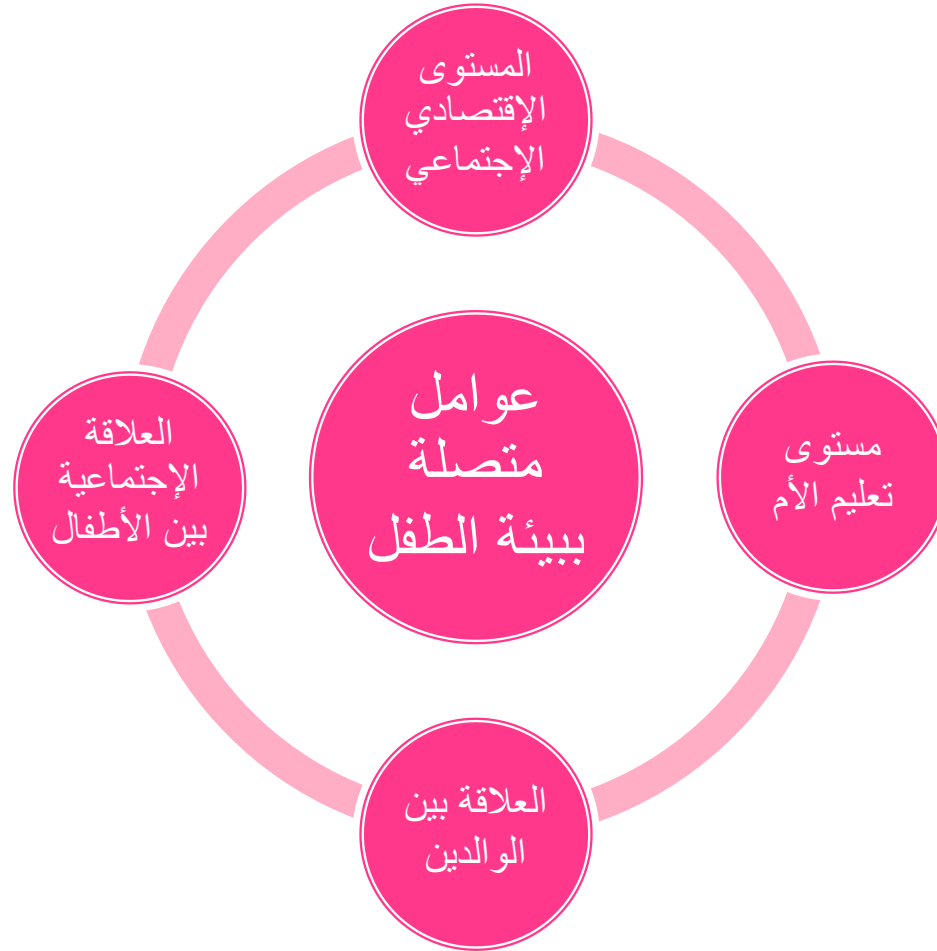 المستوى
الإقتصادي
الإجتماعي
عوامل
متصلة
ببيئة الطفل
مستوى
تعليم الأم
العلاقة بين
الوالدين
العلاقة
الإجتماعية
بين الأطفال